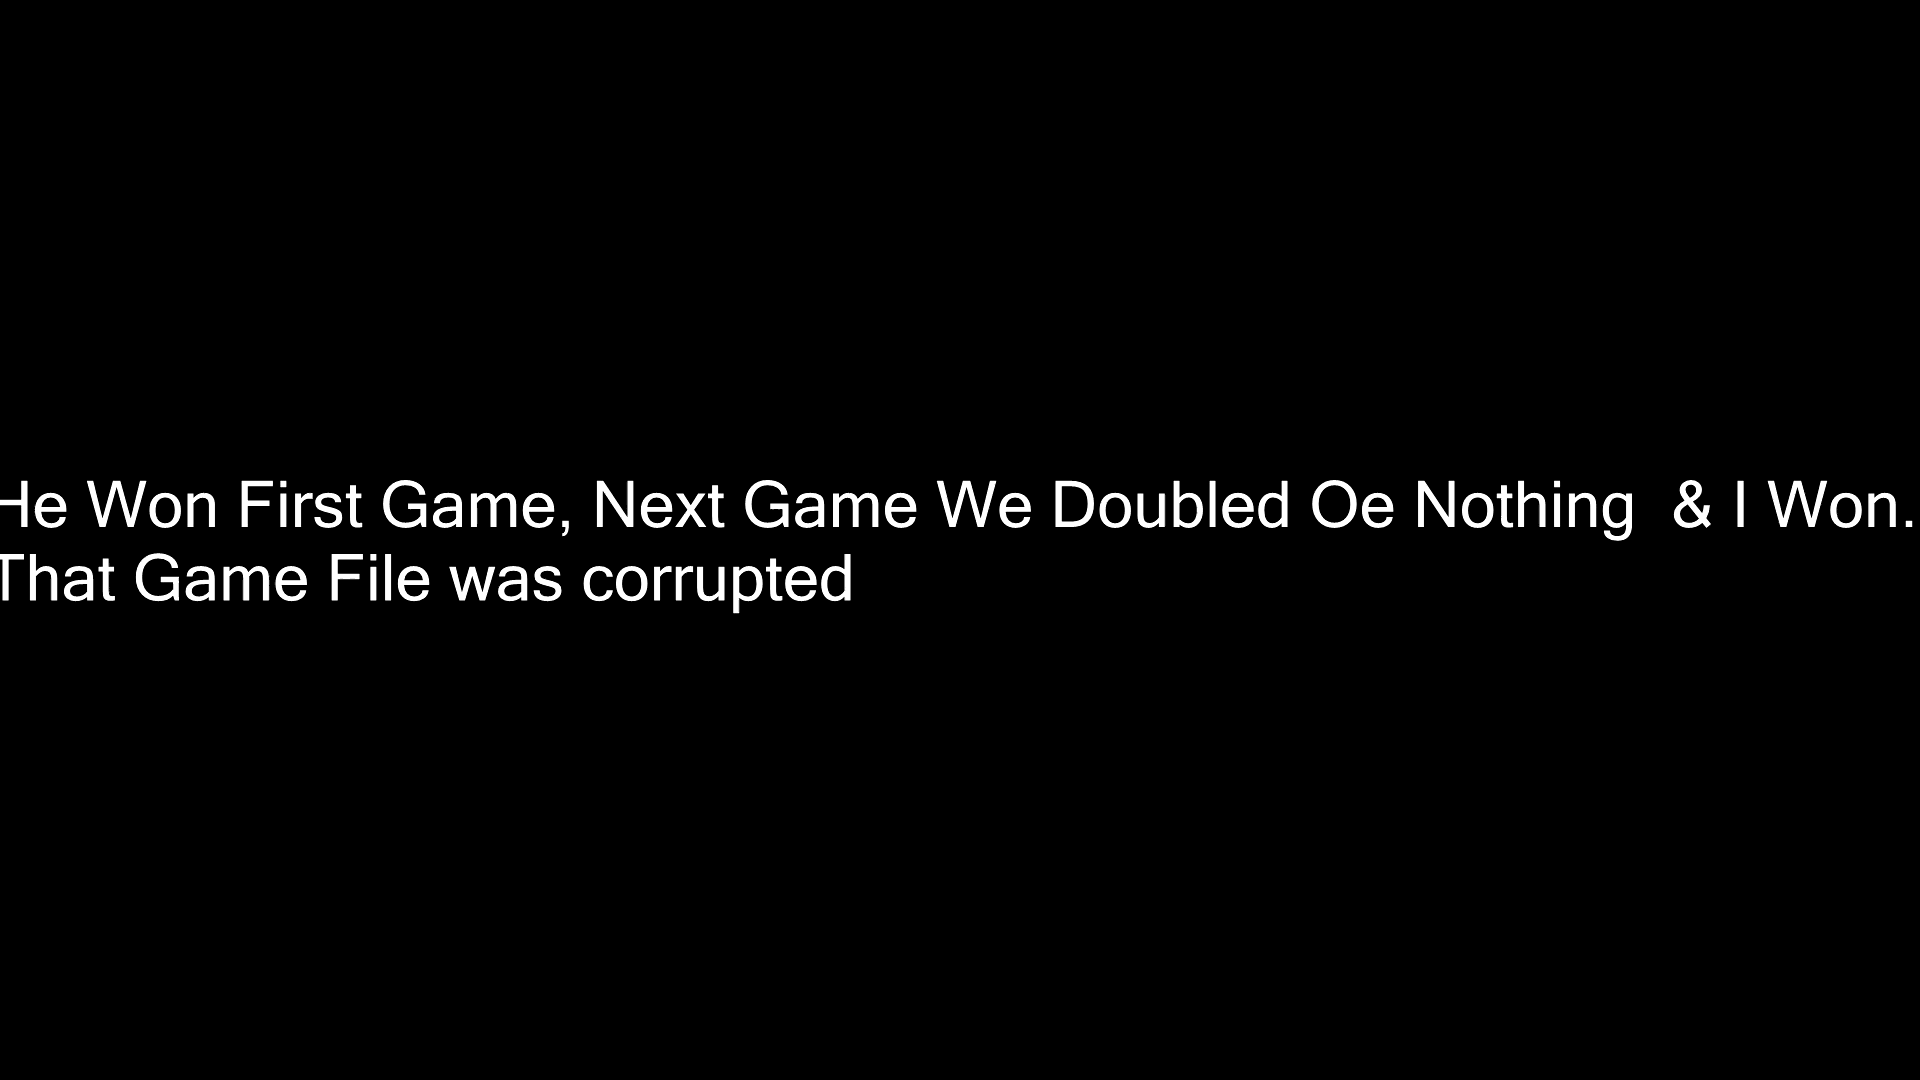 He Won First Game, Next Game We Doubled Oe Nothing  & I Won.
That Game File was corrupted